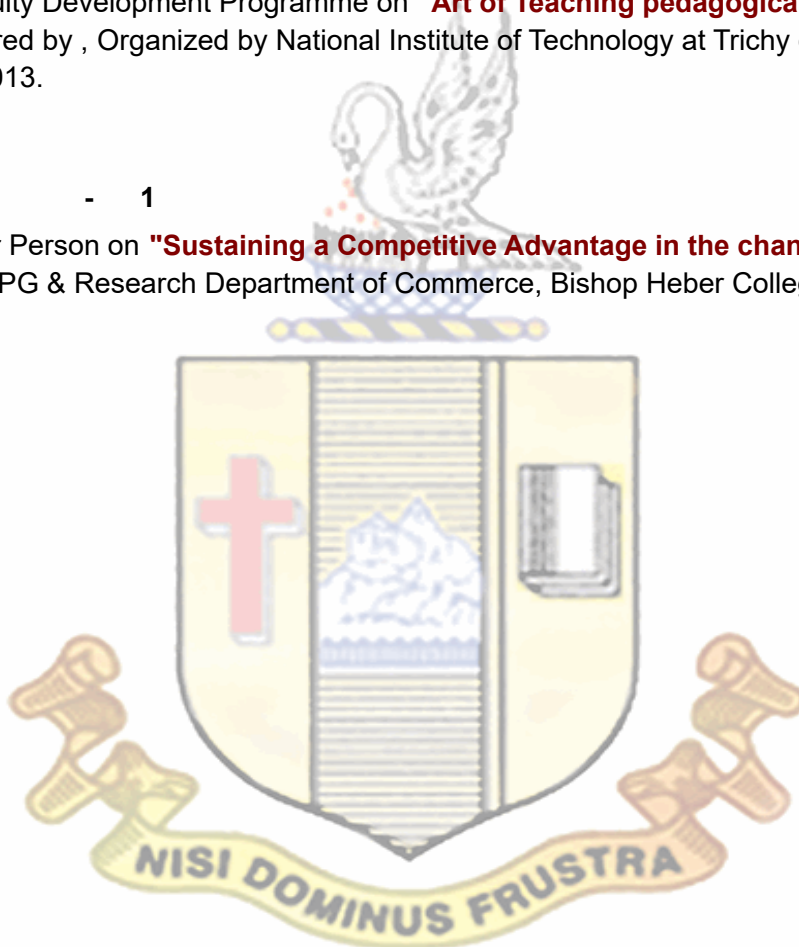 ulty Development Programme on "Art of Teaching pedagogica
red by , Organized by National Institute of Technology at Trichy
013.
- 1
r Person on "Sustaining a Competitive Advantage in the chan
PG & Research Department of Commerce, Bishop Heber Colle
NISI DOMINUS FRUSTRA